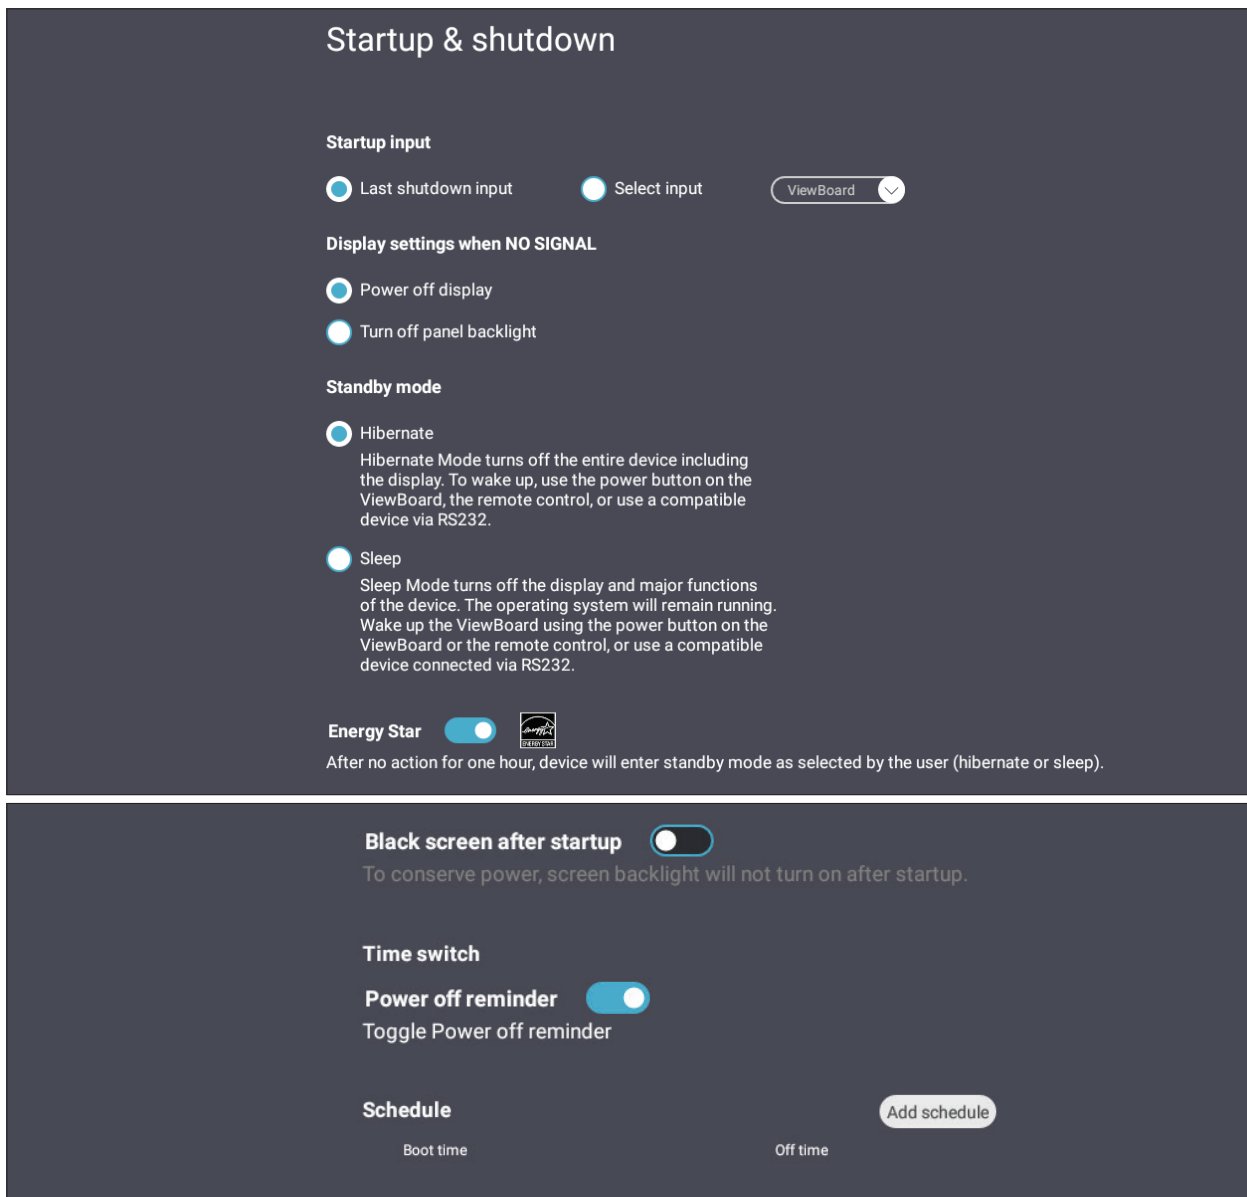 Startup & shutdown
Startup input
Last shutdown input Select input ViewBoard
Display settings when NO SIGNAL
Power off display
Turn off panel backlight
Standby mode
Hibernate
Hibernate Mode turns off the entire device including
the display. To wake up, use the power button on the
ViewBoard, the remote control, or use a compatible
device via RS232.
Sleep
Sleep Mode turns off the display and major functions
of the device. The operating system will remain running.
Wake up the ViewBoard using the power button on the
ViewBoard or the remote control, or use a compatible
device connected via RS232.
Energy Star energy ENERGY STAR
After no action for one hour, device will enter standby mode as selected by the user (hibernate or sleep).
Black screen after startup
To conserve power, screen backlight will not turn on after startup.
Time switch
Power off reminder
Toggle Power off reminder
Schedule Add schedule
Boot time Off time